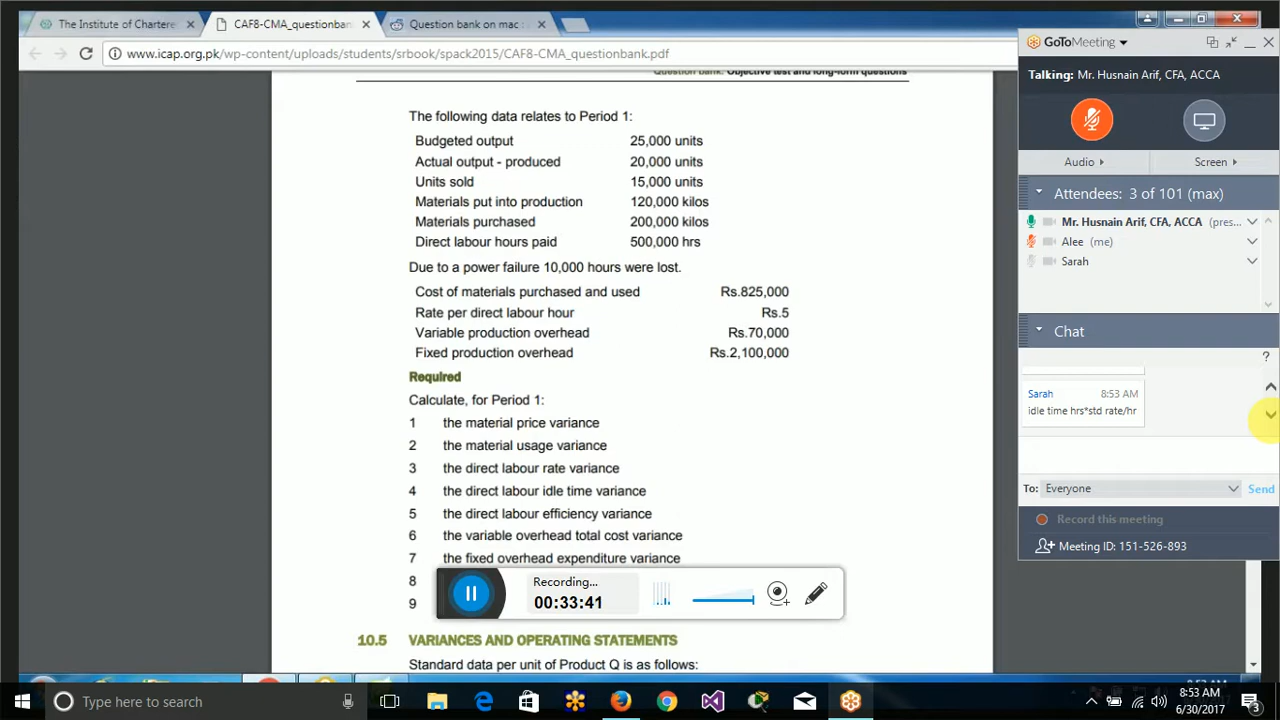 The Institute of Charter
CAF8-CMA_questionban
Question bank on mac :
www.icap.org.pk/wp-content/uploads/students/srbook/spack2015/CAF8-CMA_questionbank.pdf
Question bank: Objective test and long-form questions
The following data relates to Period 1:
Budgeted output 25,000 units
Actual output - produced 20,000 units
Units sold 15,000 units
Materials put into production 120,000 kilos
Materials purchased 200,000 kilos
Direct labour hours paid 500,000 hrs
Due to a power failure 10,000 hours were lost.
Cost of materials purchased and used Rs.825,000
Rate per direct labour hour Rs.5
Variable production overhead Rs.70,000
Fixed production overhead Rs.2,100,000
Required
Calculate, for Period 1:
1 the material price variance
2 the material usage variance
3 the direct labour rate variance
4 the direct labour idle time variance
5 the direct labour efficiency variance
6 the variable overhead total cost variance
7 the fixed overhead expenditure variance
8
9
Recording...
00:33:41
10.5 VARIANCES AND OPERATING STATEMENTS
Standard data per unit of Product Q is as follows:
GoToMeeting
Talking: Mr. Husnain Arif, CFA, ACCA
Audio
Screen
Attendees: 3 of 101 (max)
Mr. Husnain Arif, CFA, ACCA (pres...
Alee (me)
Sarah
Chat
?
Sarah 8:53 AM
idle time hrs*std rate/hr
To: Everyone Send
Record this meeting
Meeting ID: 151-526-893
Type here to search
8:53 AM
6/30/2017
3